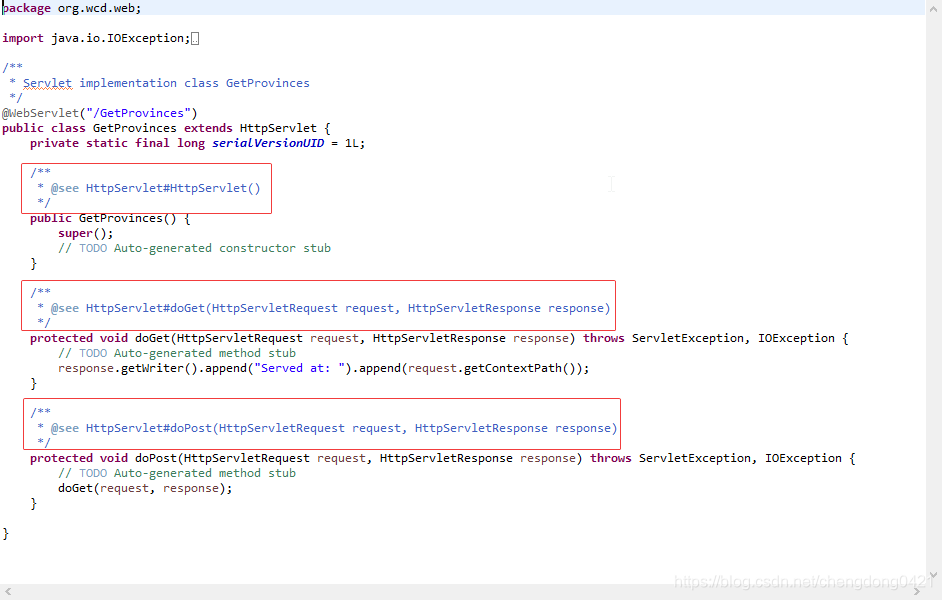 package org.wcd.web;
import java.io.IOException;
/**
 * Servlet implementation class GetProvinces
 */
@WebServlet("/GetProvinces")
public class GetProvinces extends HttpServlet {
    private static final long serialVersionUID = 1L;
    /**
     * @see HttpServlet#HttpServlet()
     */
    public GetProvinces() {
        super();
        // TODO Auto-generated constructor stub
    }
    /**
     * @see HttpServlet#doGet(HttpServletRequest request, HttpServletResponse response)
     */
    protected void doGet(HttpServletRequest request, HttpServletResponse response) throws ServletException, IOException {
        // TODO Auto-generated method stub
        response.getWriter().append("Served at: ").append(request.getContextPath());
    }
    /**
     * @see HttpServlet#doPost(HttpServletRequest request, HttpServletResponse response)
     */
    protected void doPost(HttpServletRequest request, HttpServletResponse response) throws ServletException, IOException {
        // TODO Auto-generated method stub
        doGet(request, response);
    }
}
https://blog.csdn.net/chengdong0421